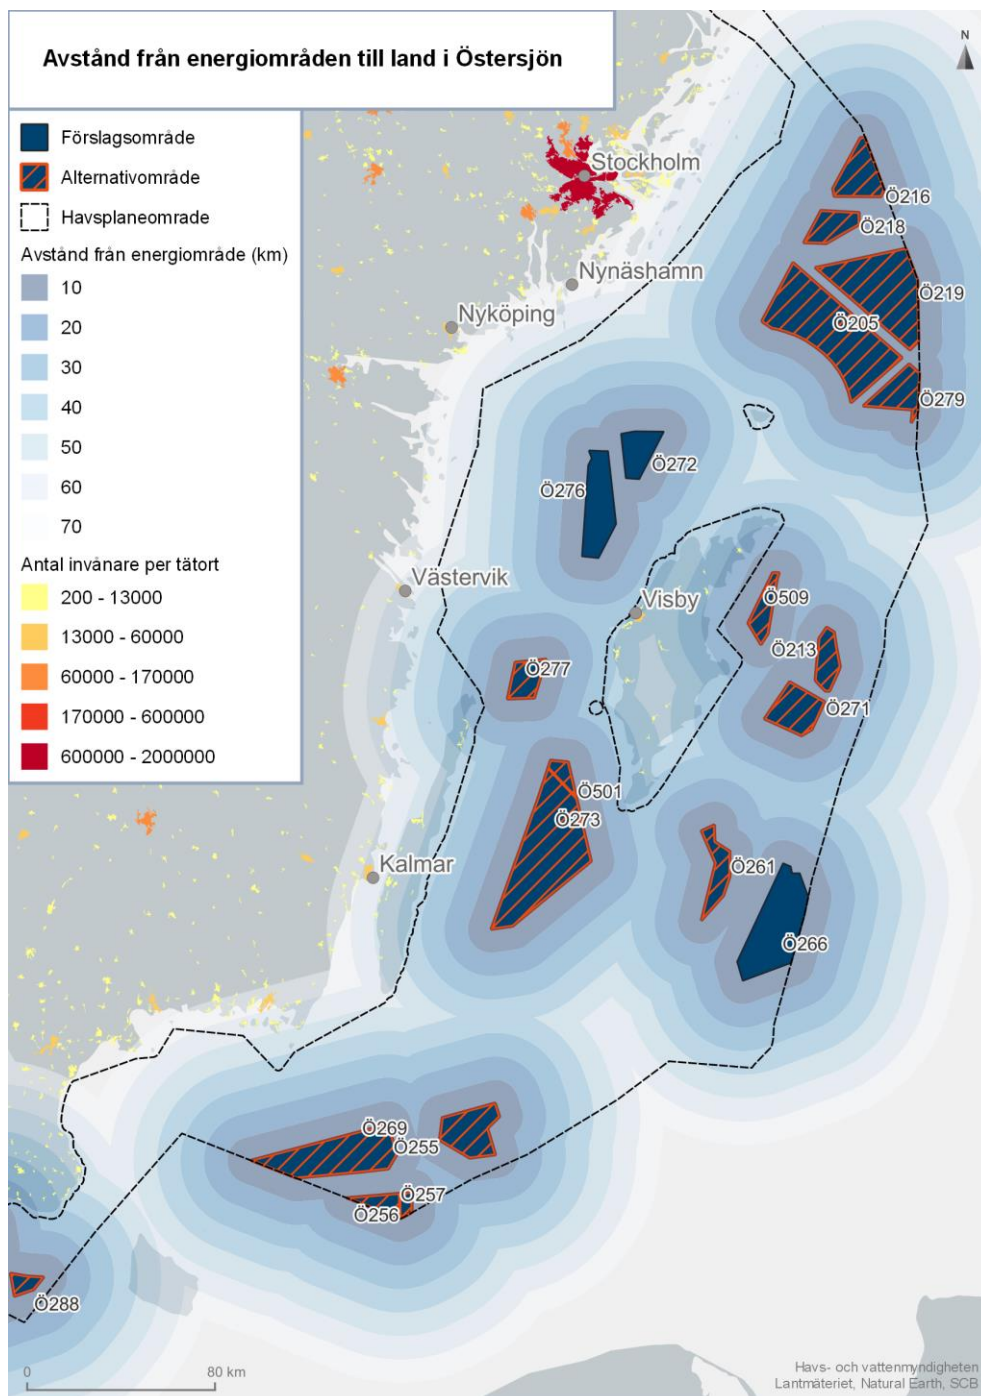 Avstånd från energiområden till land i Östersjön
N
Förslagsområde
Alternativområde
Havsplaneområde
Avstånd från energiområde (km)
10
20
30
40
50
60
70
Antal invånare per tätort
200 - 13000
13000 - 60000
60000 - 170000
170000 - 600000
600000 - 2000000
Stockholm
Ö216
Ö218
Nynäshamn
Ö219
Nyköping
Ö205
Ö279
Ö272
Ö276
Västervik
Visby
Ö509
Ö213
Ö277
Ö271
Ö501
Ö273
Kalmar
Ö261
Ö266
Ö269
Ö255
Ö257
Ö256
Ö288
0 80 km
Havs- och vattenmyndigheten
Lantmäteriet, Natural Earth, SCB